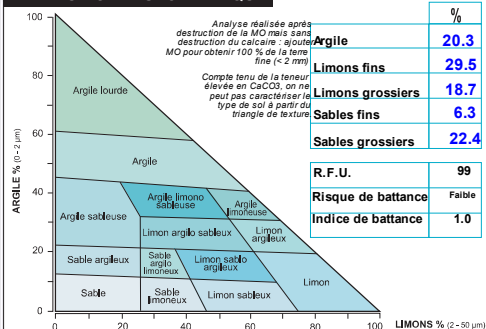 Analyse réalisée après
destruction de la MO mais sans
destruction du calcaire : ajouter
MO pour obtenir 100 % de la terre
fine (< 2 mm)
Compte tenu de la teneur
élevée en CaCO3, on ne
peut pas caractériser le
type de sol à partir du
triangle de texture
%
Argile 20.3
Limons fins 29.5
Limons grossiers 18.7
Sables fins 6.3
Sables grossiers 22.4
R.F.U. 99
Risque de battance Faible
Indice de battance 1.0
ARGILE % (0 - 2 µm)
100
80
60
40
20
0
Argile lourde
Argile
Argile sableuse
Argile limono
sableuse
Argile
limoneuse
Limon argilo sableux
Limon
argileux
Sable argileux
Sable
argilo
limoneux
Limon sablo
argileux
Limon
Sable
Sable
limoneux
Limon sableux
0 20 40 60 80 100
LIMONS % (2 - 50 µm)